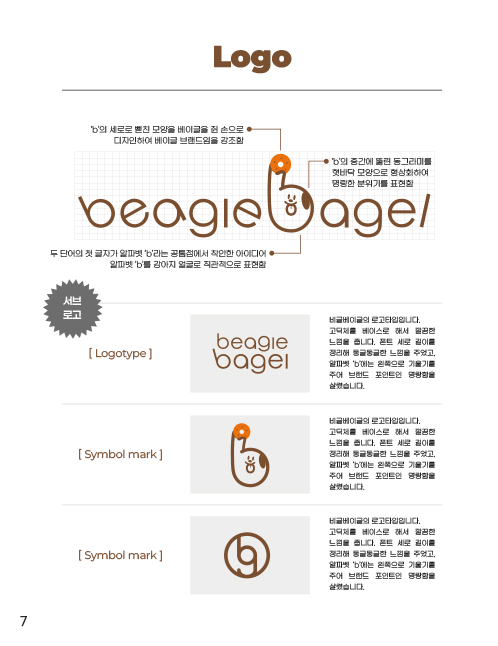 Logo
'b'의 세로로 뻗친 모양을 베이글을 쥔 손으로
디자인하여 베이글 브랜드임을 강조함
'b'의 중간에 뚫린 동그라미를
혓바닥 모양으로 형상화하여
명랑한 분위기를 표현함
beagle bagel
두 단어의 첫 글자가 알파벳 'b'라는 공통점에서 착안한 아이디어
알파벳 'b'를 강아지 얼굴로 직관적으로 표현함
서브
로고
[ Logotype ]
beagle
bagel
비글베이글의 로고타입입니다.
고딕체를 베이스로 해서 깔끔한
느낌을 줍니다. 폰트 세로 길이를
정리해 동글동글한 느낌을 주었고,
알파벳 'b'에는 왼쪽으로 기울기를
주어 브랜드 포인트인 명랑함을
살렸습니다.
[ Symbol mark ]
b
비글베이글의 로고타입입니다.
고딕체를 베이스로 해서 깔끔한
느낌을 줍니다. 폰트 세로 길이를
정리해 동글동글한 느낌을 주었고,
알파벳 'b'에는 왼쪽으로 기울기를
주어 브랜드 포인트인 명랑함을
살렸습니다.
[ Symbol mark ]
비글베이글의 로고타입입니다.
고딕체를 베이스로 해서 깔끔한
느낌을 줍니다. 폰트 세로 길이를
정리해 동글동글한 느낌을 주었고,
알파벳 'b'에는 왼쪽으로 기울기를
주어 브랜드 포인트인 명랑함을
살렸습니다.
7